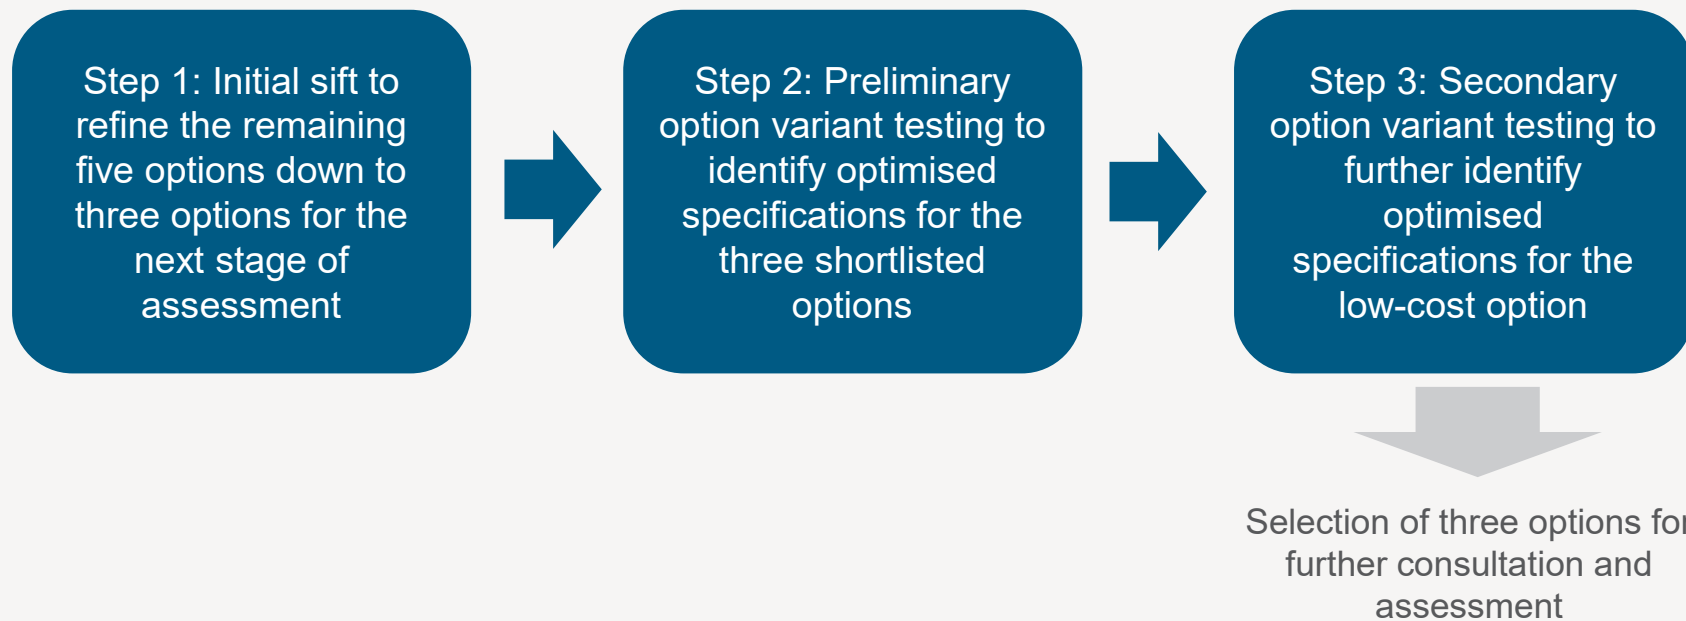 Step 1: Initial sift to
refine the remaining
five options down to
three options for the
next stage of
assessment
Step 2: Preliminary
option variant testing to
identify optimised
specifications for the
three shortlisted
options
Step 3: Secondary
option variant testing to
further identify
optimised
specifications for the
low-cost option
Selection of three options for
further consultation and
assessment